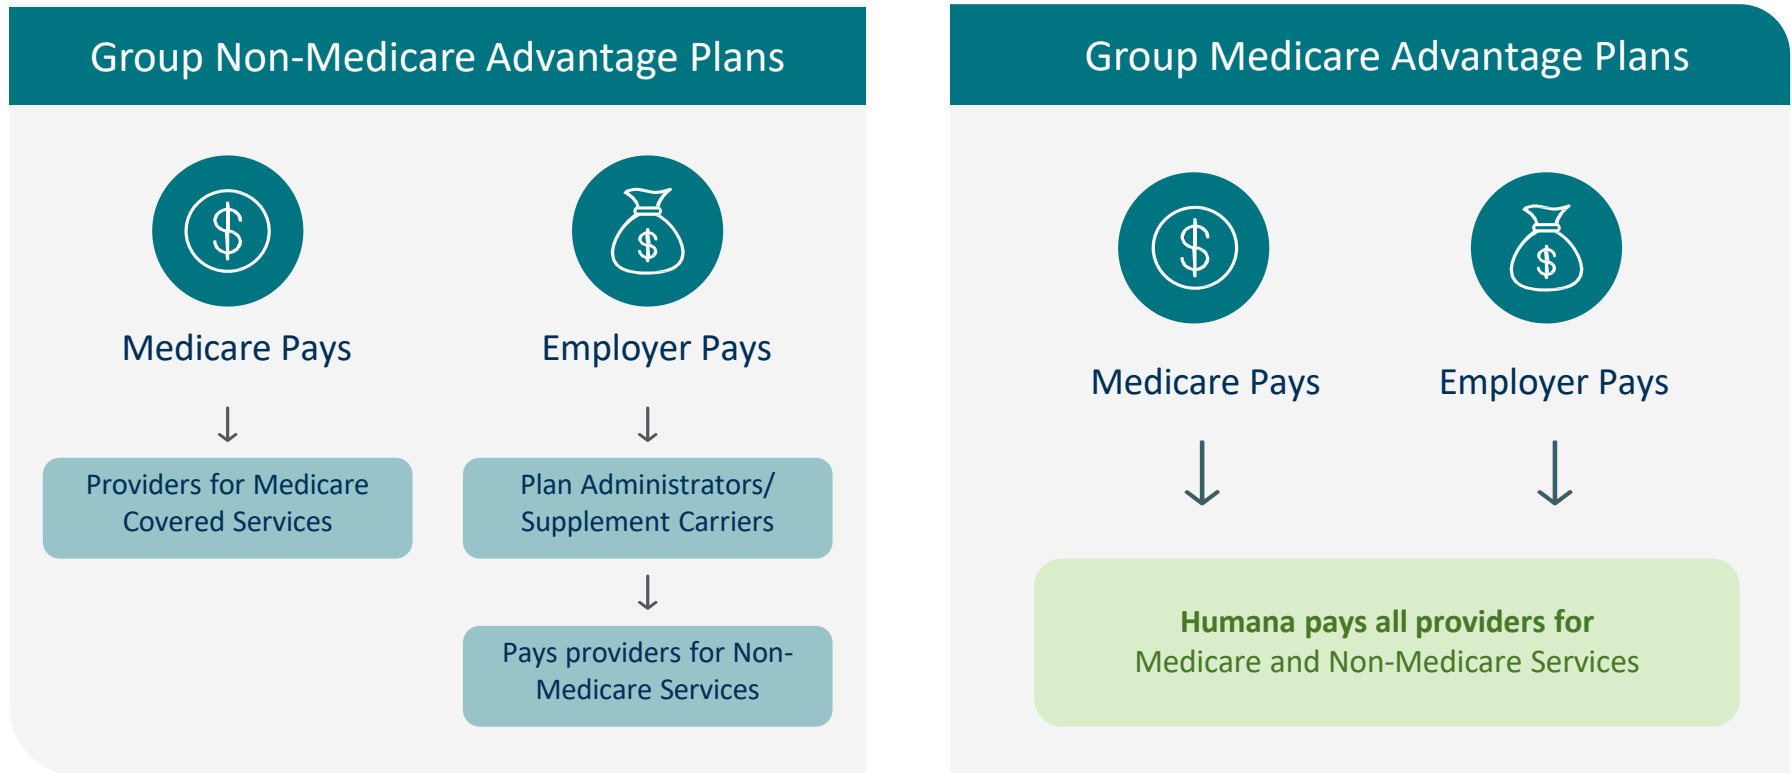 Group Non-Medicare Advantage Plans
$
Medicare Pays
$
Employer Pays
Providers for Medicare
Covered Services
Plan Administrators/
Supplement Carriers
Pays providers for Non-
Medicare Services
Group Medicare Advantage Plans
$
Medicare Pays
$
Employer Pays
Humana pays all providers for
Medicare and Non-Medicare Services